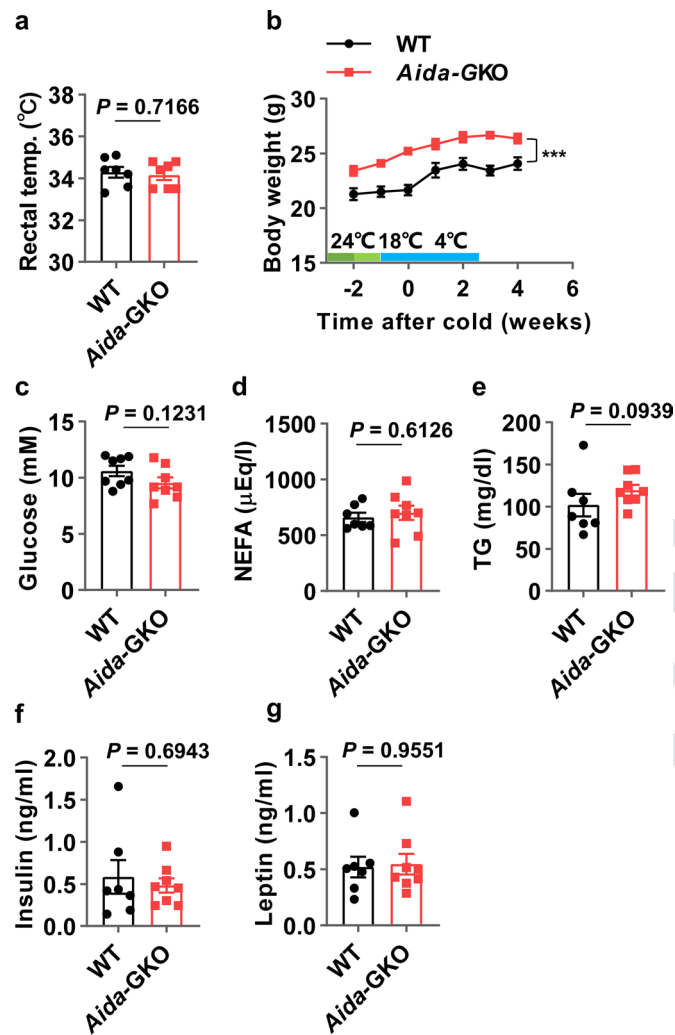 a
Rectal temp. (℃)
38
36
34
32
30
P = 0.7166
WT
Aida-GKO
b
WT
Aida-GKO
Body weight (g)
30
25
20
15
***
24℃ 18℃ 4℃
-2 0 2 4 6
Time after cold (weeks)
c
Glucose (mM)
15
10
5
0
P = 0.1231
WT
Aida-GKO
d
NEFA (μEq/l)
1500
1000
500
0
P = 0.6126
WT
Aida-GKO
e
TG (mg/dl)
200
150
100
50
0
P = 0.0939
WT
Aida-GKO
f
Insulin (ng/ml)
2.0
1.5
1.0
0.5
0.0
P = 0.6943
WT
Aida-GKO
g
Leptin (ng/ml)
1.5
1.0
0.5
0.0
P = 0.9551
WT
Aida-GKO